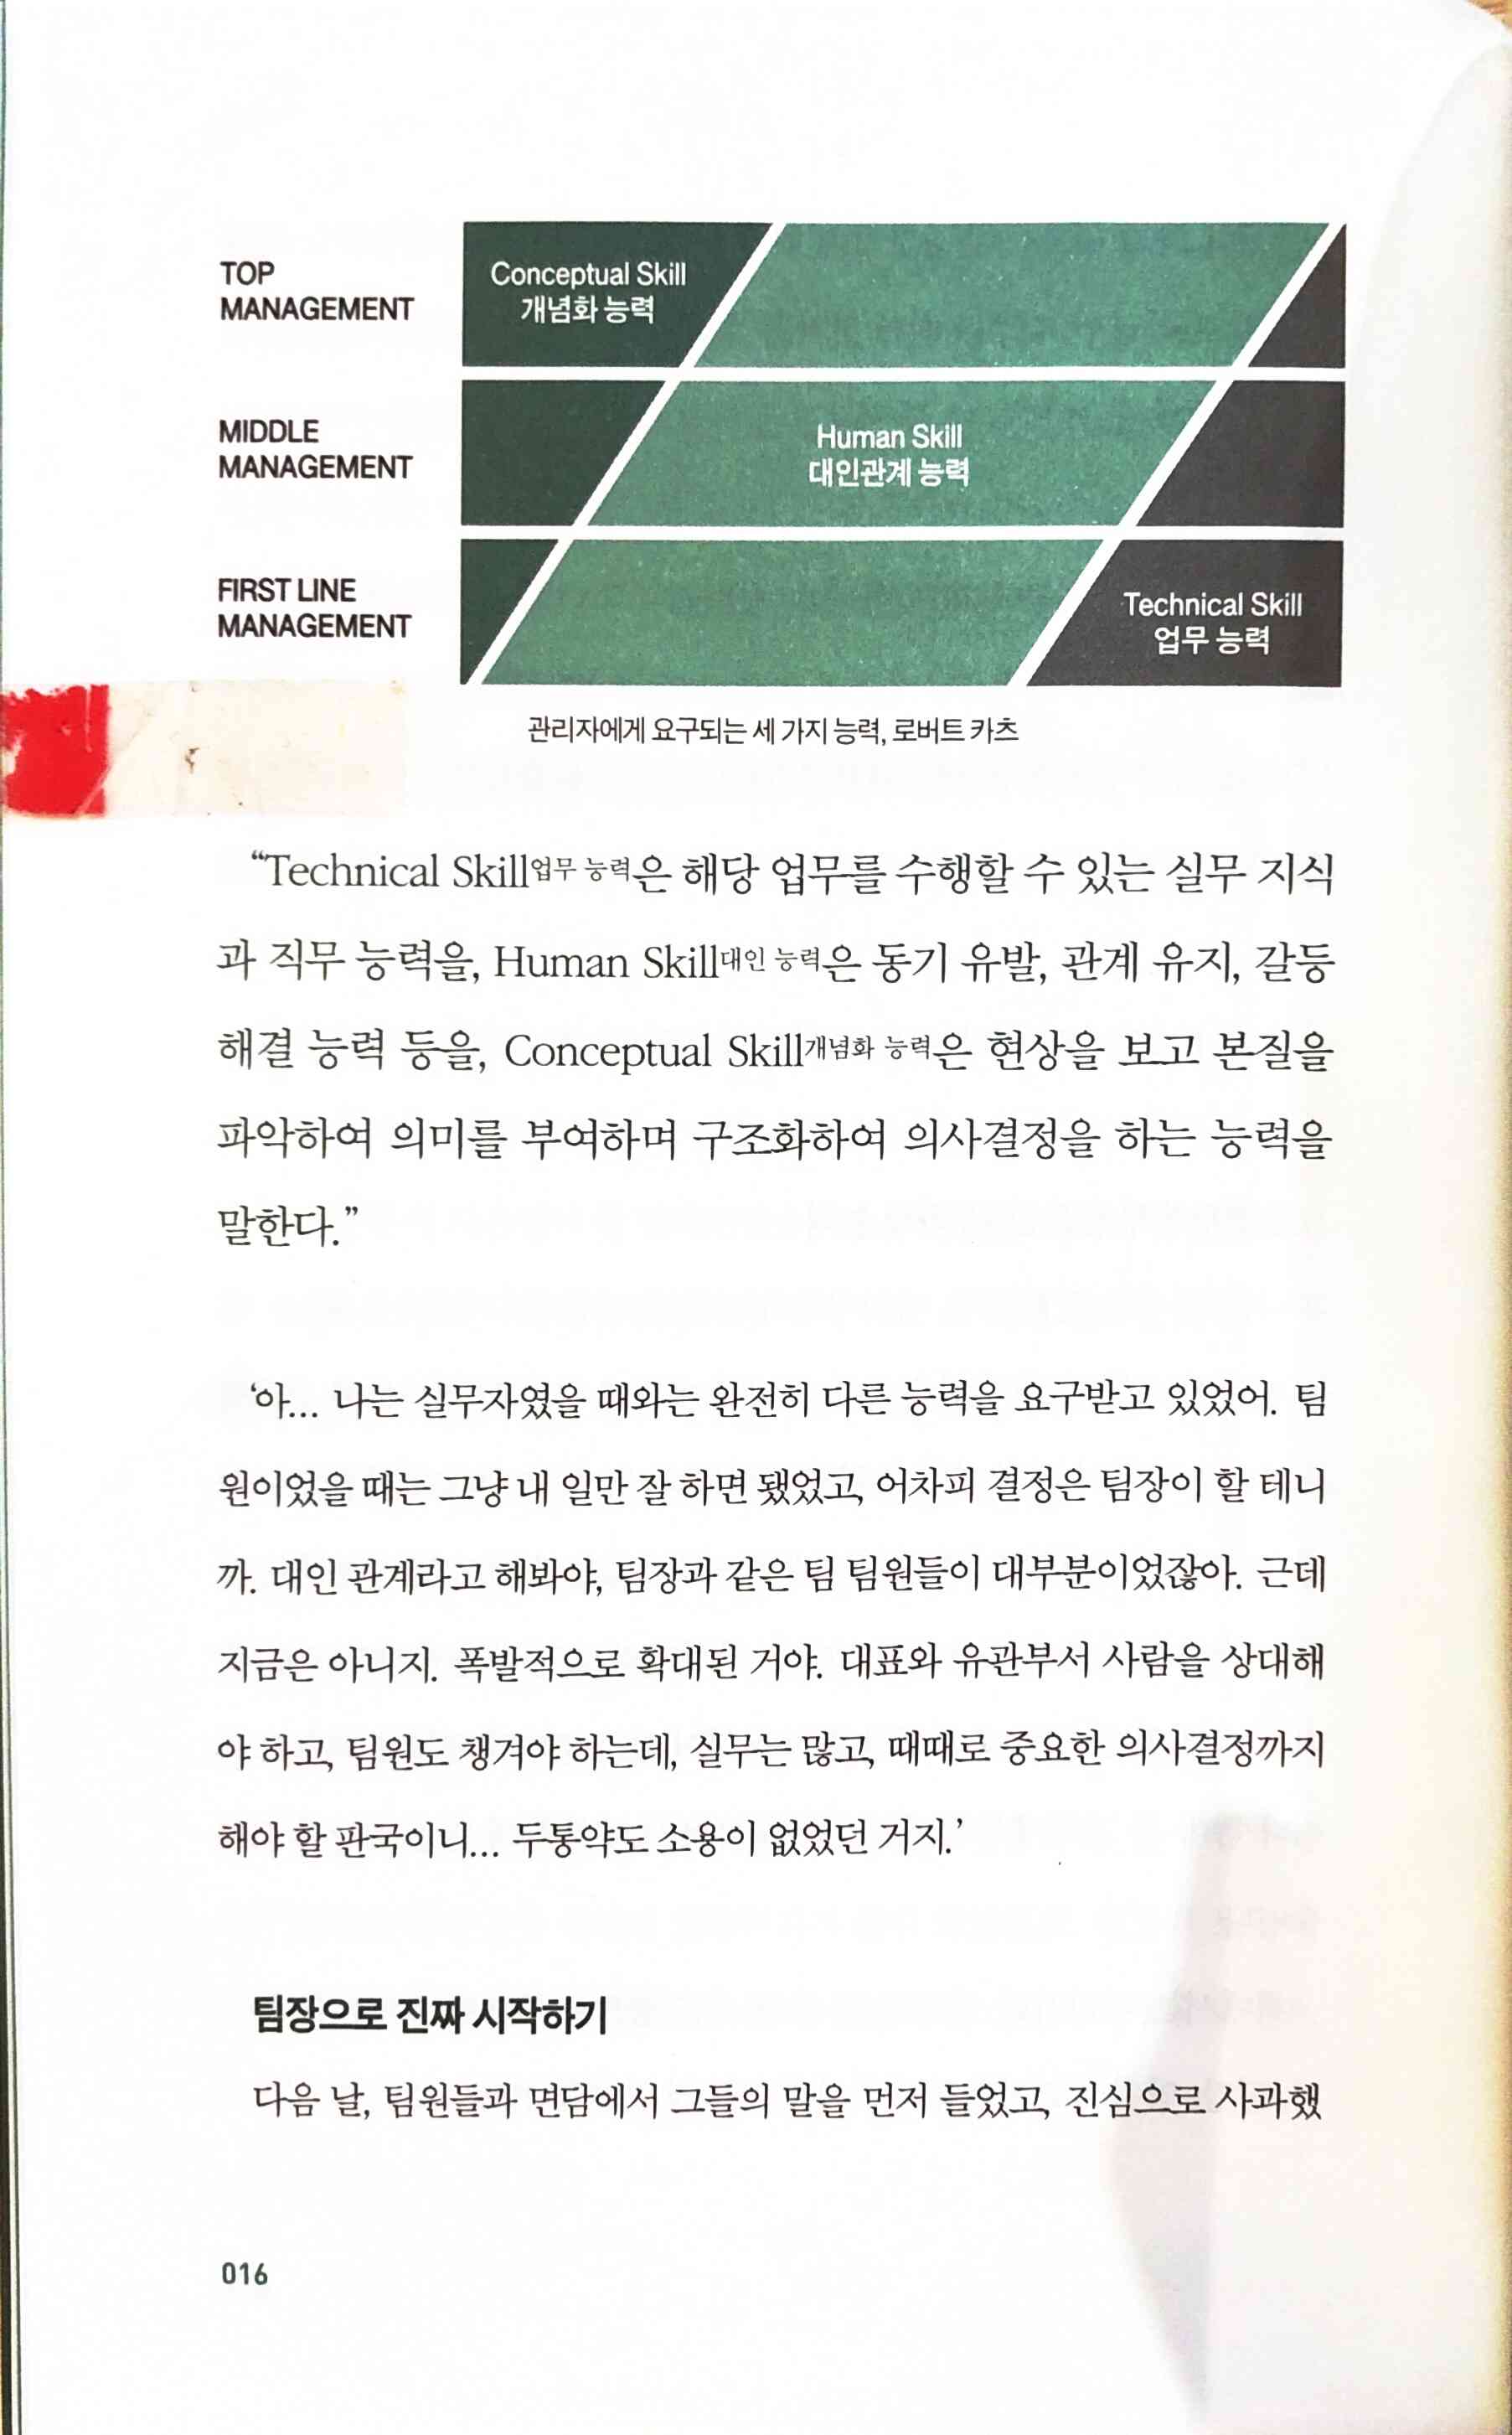 TOP
MANAGEMENT
Conceptual Skill
개념화 능력
MIDDLE
MANAGEMENT
Human Skill
대인관계 능력
FIRST LINE
MANAGEMENT
Technical Skill
업무 능력
관리자에게 요구되는 세 가지 능력, 로버트 카츠
“Technical Skill업무 능력은 해당 업무를 수행할 수 있는 실무 지식
과 직무 능력을, Human Skill대인 능력은 동기 유발, 관계 유지, 갈등
해결 능력 등을, Conceptual Skill개념화 능력은 현상을 보고 본질을
파악하여 의미를 부여하며 구조화하여 의사결정을 하는 능력을
말한다.”
‘아... 나는 실무자였을 때와는 완전히 다른 능력을 요구받고 있었어. 팀
원이었을 때는 그냥 내 일만 잘 하면 됐었고, 어차피 결정은 팀장이 할 테니
까. 대인 관계라고 해봐야, 팀장과 같은 팀 팀원들이 대부분이었잖아. 근데
지금은 아니지. 폭발적으로 확대된 거야. 대표와 유관부서 사람을 상대해
야 하고, 팀원도 챙겨야 하는데, 실무는 많고, 때때로 중요한 의사결정까지
해야 할 판국이니... 두통약도 소용이 없었던 거지.’
팀장으로 진짜 시작하기
다음 날, 팀원들과 면담에서 그들의 말을 먼저 들었고, 진심으로 사과했
016